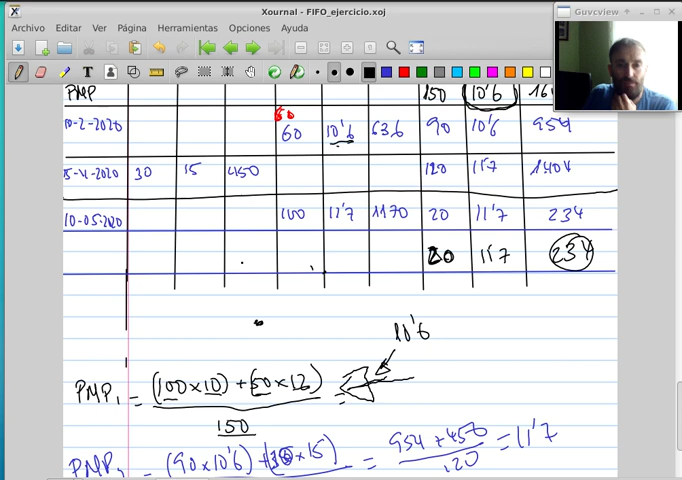 Xournal - FIFO_ejercicio.xoj
Guvcview
Archivo Editar Ver Página Herramientas Opciones Ayuda
PMP 150 10'6
10-2-2020 60 60 10'6 636 90 10'6 954
15-4-2020 30 15 450 120 11'7 1404
10-05-2020 100 11'7 1170 20 11'7 234
20 11'7 234
10'6
PMP1 = (100 x 10) + (50 x 12) =
150
PMP = (90 x 10'6) + (30 x 15) = 954 + 450 = 11'7
120